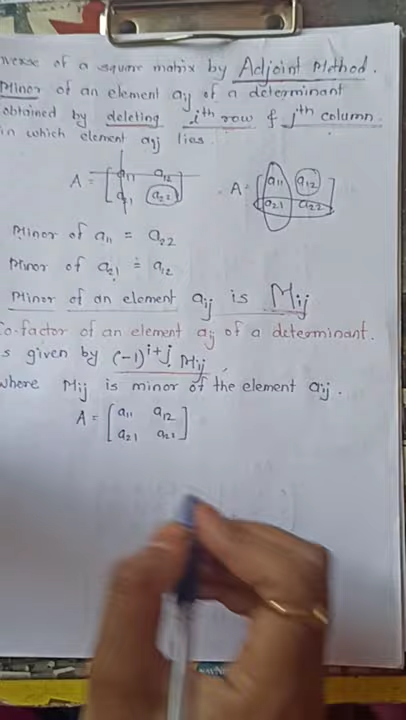 nverse of a square matrix by Adjoint Method.
Minor of an element aij of a determinant
obtained by deleting ith row & jth column
in which element aij lies
A = [a11 a12
a21 a22]
A = [a11 a12
a21 a22]
Minor of a11 = a22
Minor of a21 = a12
Minor of an element aij is Mij
Co-factor of an element aij of a determinant.
s given by (-1)^i+j Mij,
where Mij is minor of the element aij.
A = [a11 a12
a21 a21]